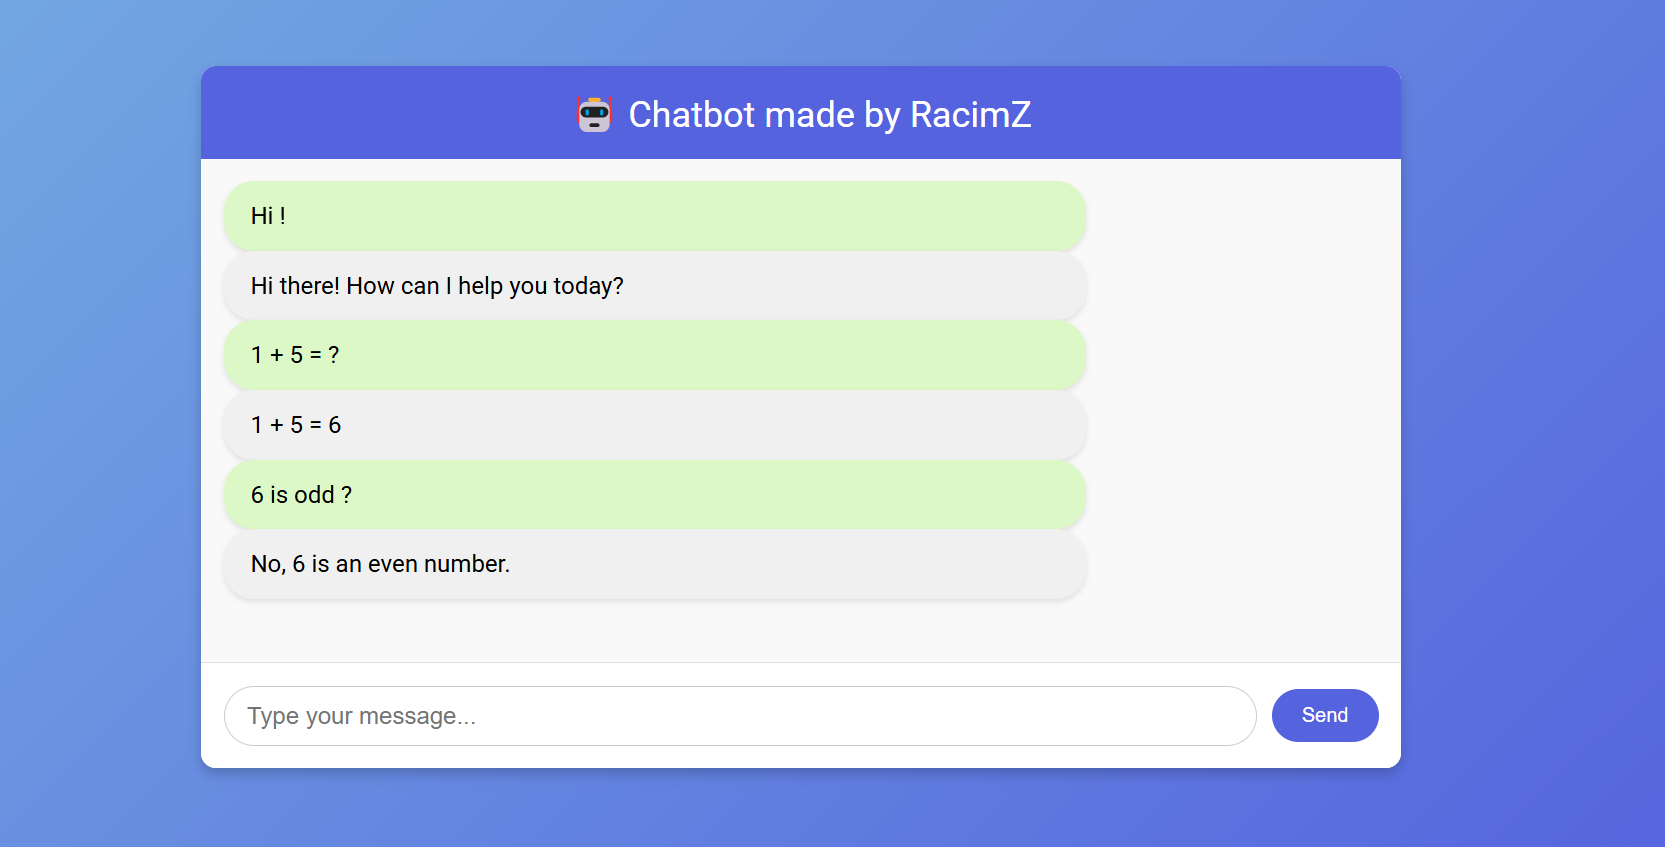 Chatbot made by RacimZ
Hi !
Hi there! How can I help you today?
1 + 5 = ?
1 + 5 = 6
6 is odd ?
No, 6 is an even number.
Type your message...
Send